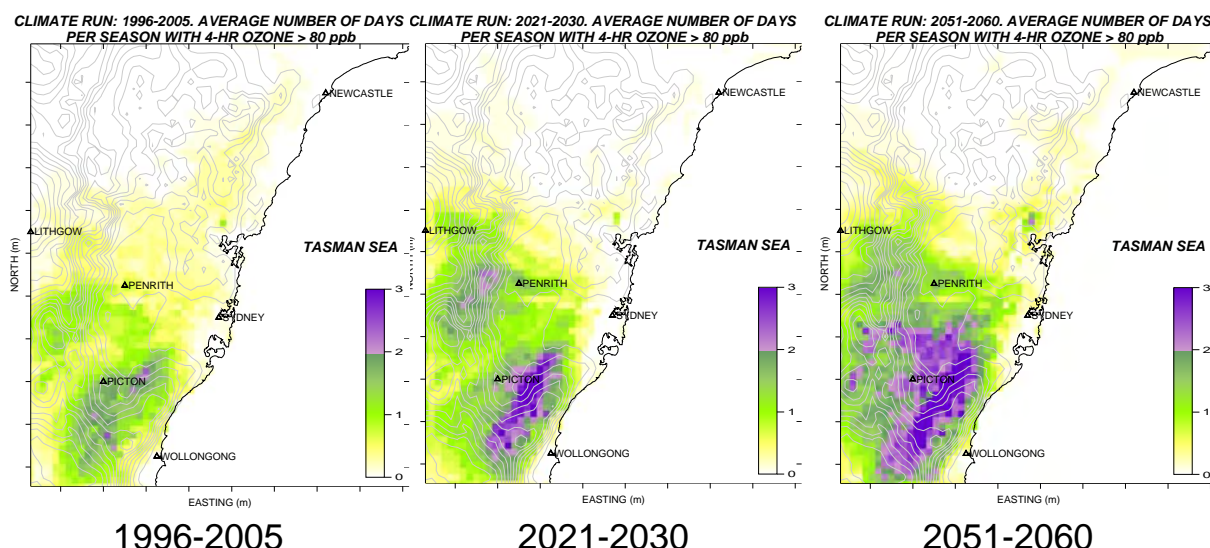 CLIMATE RUN: 1996-2005. AVERAGE NUMBER OF DAYS
PER SEASON WITH 4-HR OZONE > 80 ppb
NEWCASTLE
LITHGOW
TASMAN SEA
NORTH (m)
PENRITH
3
SYDNEY
2
PICTON
1
WOLLONGONG
0
EASTING (m)
1996-2005
CLIMATE RUN: 2021-2030. AVERAGE NUMBER OF DAYS
PER SEASON WITH 4-HR OZONE > 80 ppb
NEWCASTLE
LITHGOW
TASMAN SEA
NORTH (m)
PENRITH
3
SYDNEY
2
PICTON
1
WOLLONGONG
0
EASTING (m)
2021-2030
CLIMATE RUN: 2051-2060. AVERAGE NUMBER OF DAYS
PER SEASON WITH 4-HR OZONE > 80 ppb
NEWCASTLE
LITHGOW
TASMAN SEA
NORTH (m)
PENRITH
3
SYDNEY
2
PICTON
1
WOLLONGONG
0
EASTING (m)
2051-2060